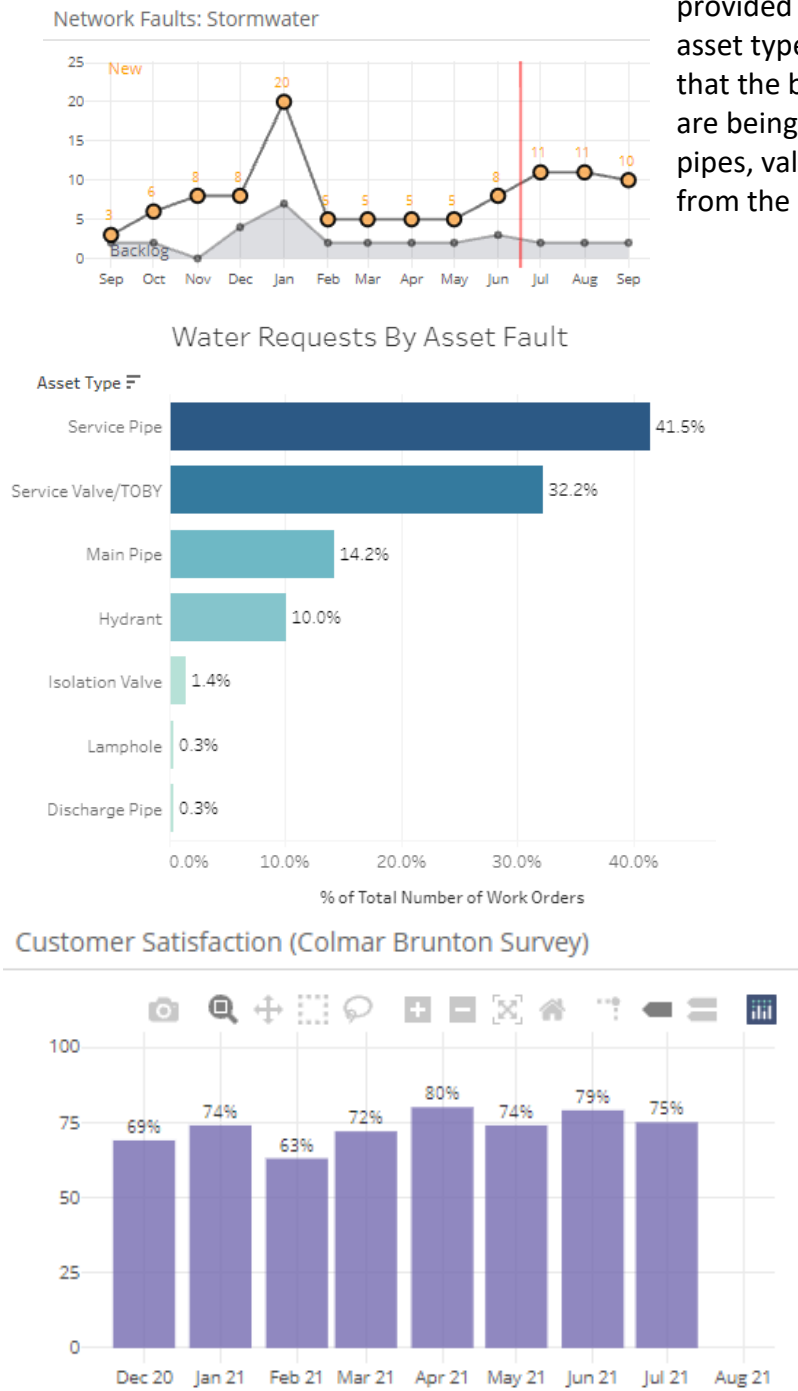 Network Faults: Stormwater
provided
asset type
that the b
are being
pipes, val
from the
25
New
20
20
15
11
11
10
10
8
8
8
6
5
5
5
5
3
0
Backlog
Sep Oct Nov Dec Jan Feb Mar Apr May Jun Jul Aug Sep
Water Requests By Asset Fault
Asset Type
Service Pipe 41.5%
Service Valve/TOBY 32.2%
Main Pipe 14.2%
Hydrant 10.0%
Isolation Valve 1.4%
Lamphole 0.3%
Discharge Pipe 0.3%
0.0% 10.0% 20.0% 30.0% 40.0%
% of Total Number of Work Orders
Customer Satisfaction (Colmar Brunton Survey)
100
69% 74% 63% 72% 80% 74% 79% 75%
75
50
25
0
Dec 20 Jan 21 Feb 21 Mar 21 Apr 21 May 21 Jun 21 Jul 21 Aug 21